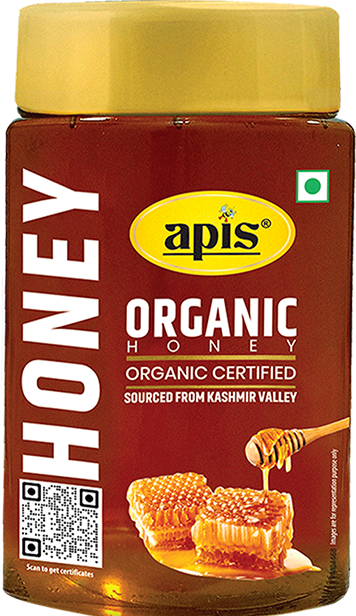 HONEY
apis®
ORGANIC
HONEY
ORGANIC CERTIFIED
SOURCED FROM KASHMIR VALLEY
Images are for representation purpose only
Scan to get certificates